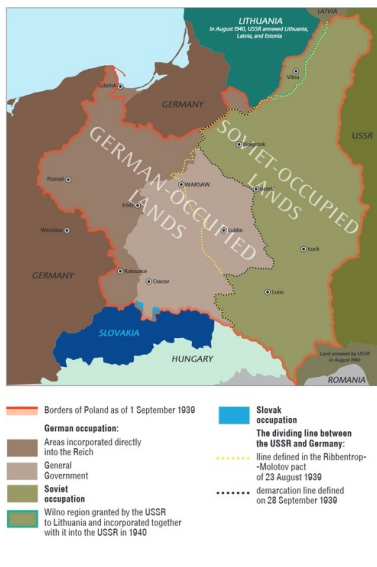 LATVIA
LITHUANIA
In August 1940, USSR annexed Lithuania,
Latvia, and Estonia
Vilna
Gdańsk
GERMANY
USSR
Białystok
GERMAN-OCCUPIED
LANDS
SOVIET-OCCUPIED
LANDS
Poznań
WARSAW
Brześć
Łódź
Wrocław
Lublin
Łuck
GERMANY
Katowice
Cracow
Lvov
SLOVAKIA
HUNGARY
Land annexed by USSR
in August 1940
ROMANIA
Borders of Poland as of 1 September 1939
German occupation:
Areas incorporated directly
into the Reich
General
Government
Soviet
occupation
Wilno region granted by the USSR
to Lithuania and incorporated together
with it into the USSR in 1940
Slovak
occupation
The dividing line between
the USSR and Germany:
lline defined in the Ribbentrop-
-Molotov pact
of 23 August 1939
demarcation line defined
on 28 September 1939